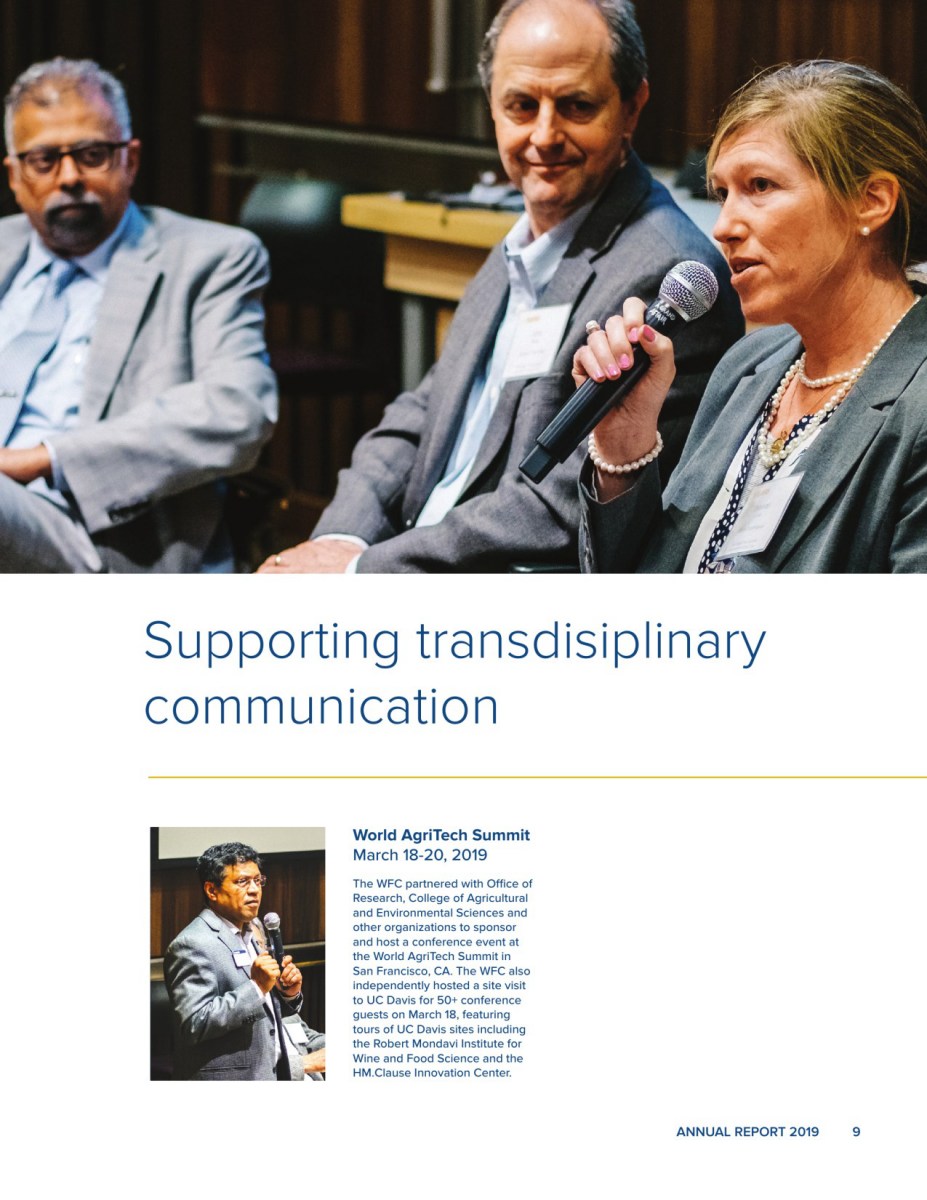 Supporting transdisiplinary
communication
World AgriTech Summit
March 18-20, 2019
The WFC partnered with Office of
Research, College of Agricultural
and Environmental Sciences and
other organizations to sponsor
and host a conference event at
the World AgriTech Summit in
San Francisco, CA. The WFC also
independently hosted a site visit
to UC Davis for 50+ conference
guests on March 18, featuring
tours of UC Davis sites including
the Robert Mondavi Institute for
Wine and Food Science and the
HM.Clause Innovation Center.
ANNUAL REPORT 2019 9